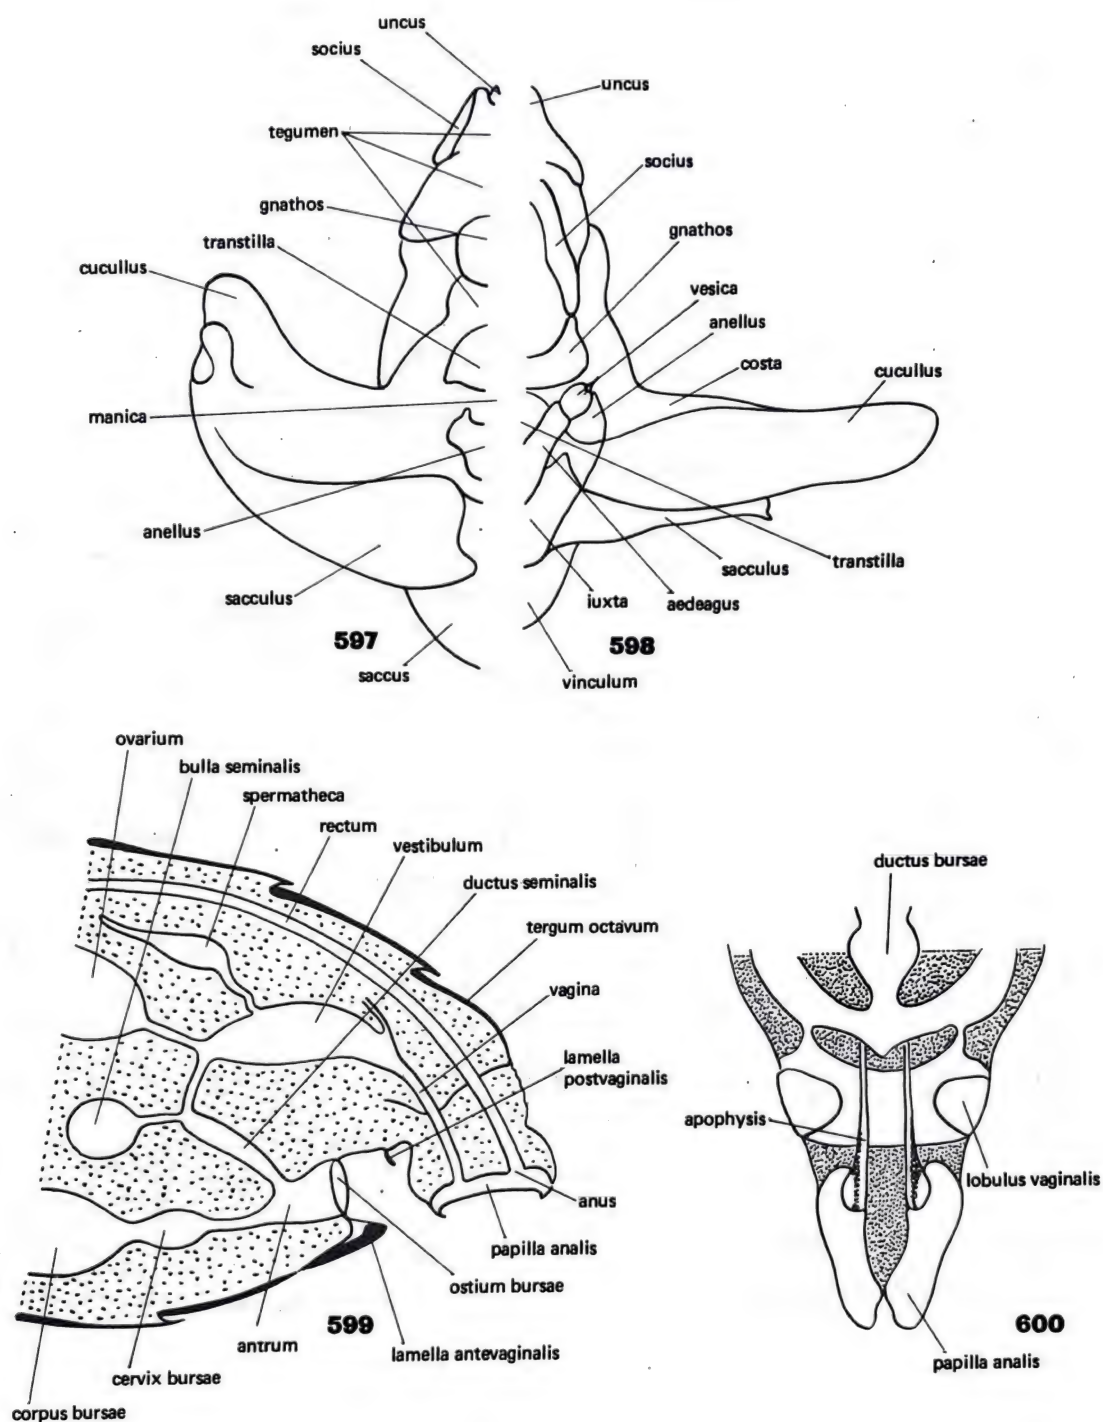 uncus
socius
uncus
tegumen
socius
gnathos
gnathos
transtilla
cucullus
vesica
anellus
costa
cucullus
manica
anellus
transtilla
sacculus
sacculus
iuxta
aedeagus
597
598
saccus
vinculum
ovarium
bulla seminalis
spermatheca
rectum
vestibulum
ductus seminalis
tergum octavum
vagina
lamella
postvaginalis
anus
papilla analis
ostium bursae
599
antrum
lamella antevaginalis
cervix bursae
corpus bursae
ductus bursae
apophysis
lobulus vaginalis
600
papilla analis